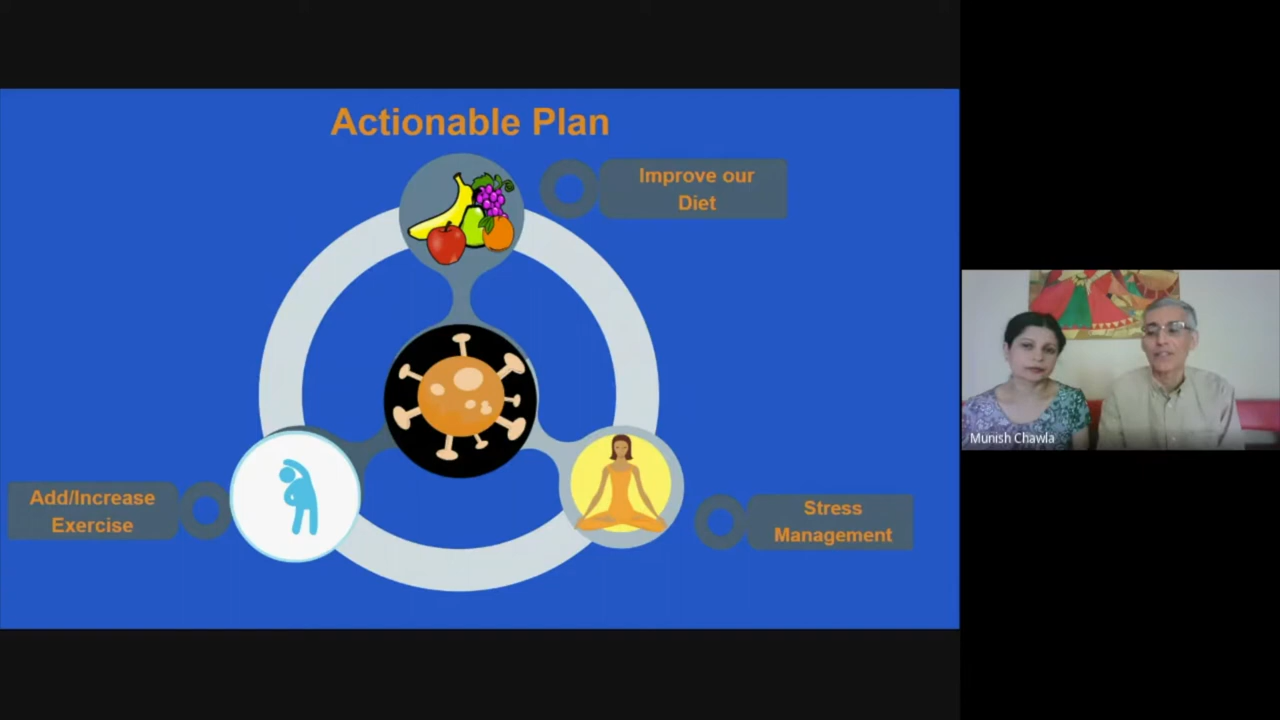 Actionable Plan
Improve our
Diet
Add/Increase
Exercise
Stress
Management
Munish Chawla